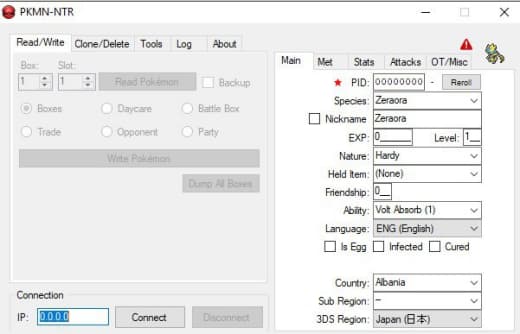 PKMN-NTR
Read/Write Clone/Delete Tools Log About
Box: Slot:
1 1 Read Pokémon Backup
Boxes Daycare Battle Box
Trade Opponent Party
Write Pokémon
Dump All Boxes
Connection
IP: 0.0.0.0 Connect Disconnect
Main Met Stats Attacks OT/Misc
PID: 00000000 - Reroll
Species: Zeraora
Nickname Zeraora
EXP: 0_____ Level: 1__
Nature: Hardy
Held Item: (None)
Friendship: 0__
Ability: Volt Absorb (1)
Language: ENG (English)
Is Egg Infected Cured
Country: Albania
Sub Region: --
3DS Region: Japan (日本)